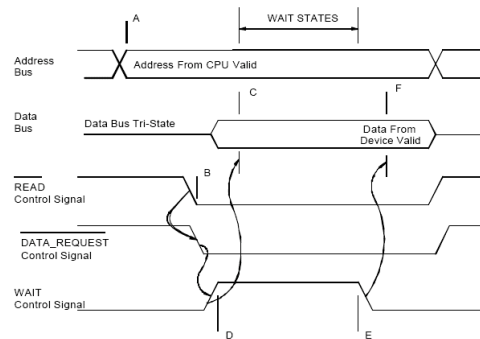 A
WAIT STATES
Address
Bus
Address From CPU Valid
C
F
Data
Bus
Data Bus Tri-State
Data From
Device Valid
B
READ
Control Signal
DATA_REQUEST
Control Signal
WAIT
Control Signal
D
E